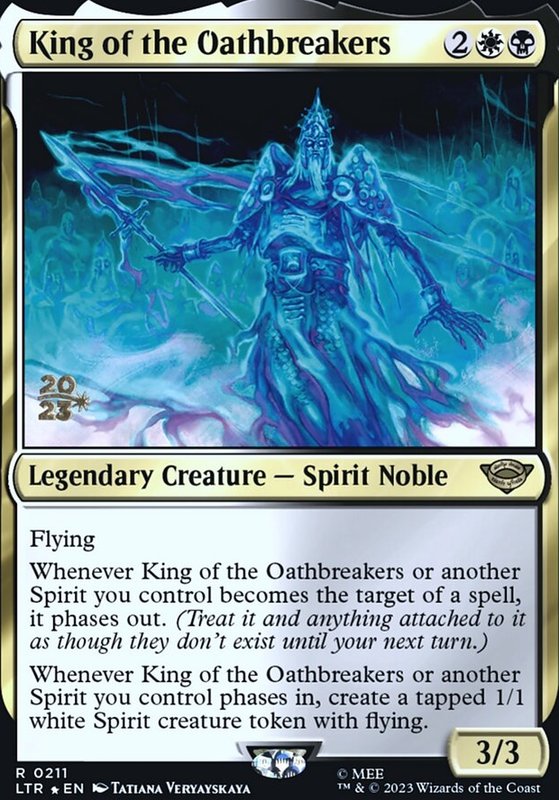 King of the Oathbreakers 2
20
23
Legendary Creature — Spirit Noble
Flying
Whenever King of the Oathbreakers or another
Spirit you control becomes the target of a spell,
it phases out. (Treat it and anything attached to it
as though they don't exist until your next turn.)
Whenever King of the Oathbreakers or another
Spirit you control phases in, create a tapped 1/1
white Spirit creature token with flying.
3/3
R 0211
LTR ★ EN Tatiana Veryayskaya
© MEE
™ & © 2023 Wizards of the Coast